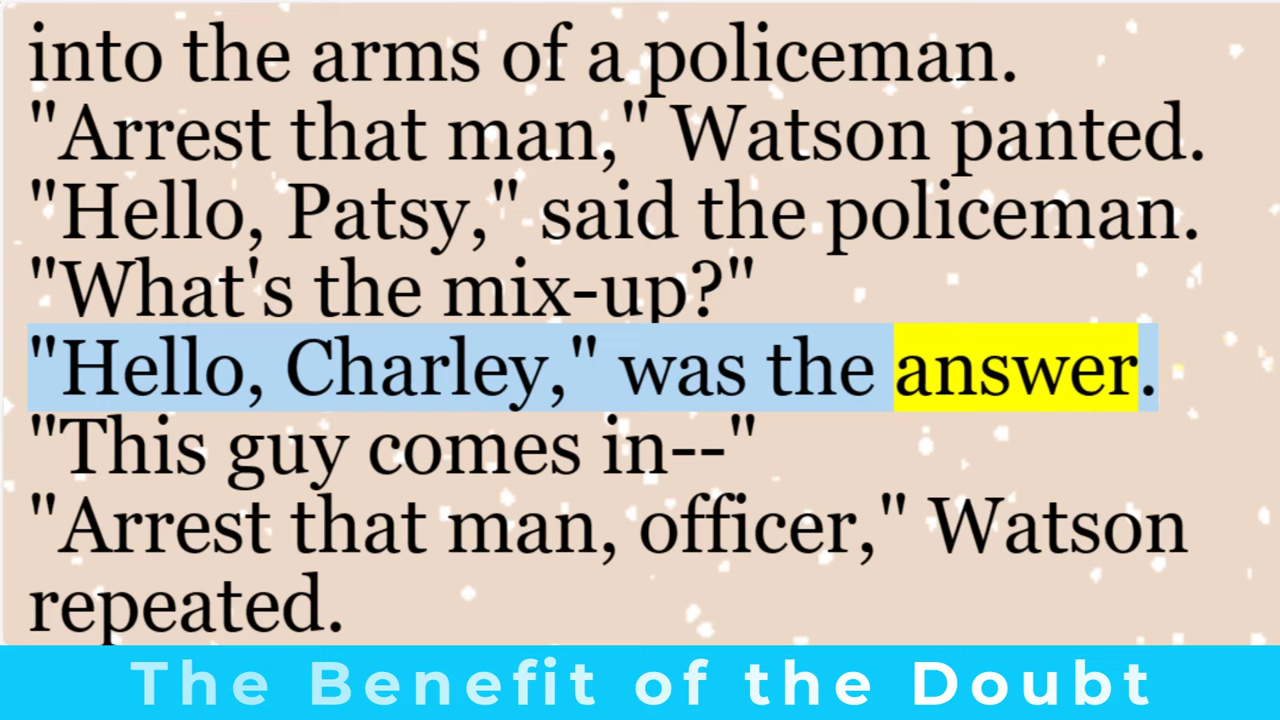 into the arms of a policeman.
"Arrest that man," Watson panted.
"Hello, Patsy," said the policeman.
"What's the mix-up?"
"Hello, Charley," was the answer.
"This guy comes in--"
"Arrest that man, officer," Watson
repeated.
The Benefit of the Doubt